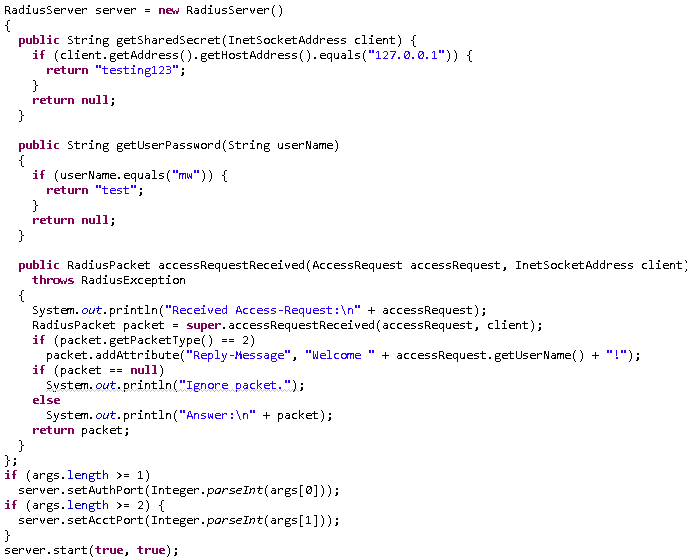 RadiusServer server = new RadiusServer()
{
  public String getSharedSecret(InetSocketAddress client) {
    if (client.getAddress().getHostAddress().equals("127.0.0.1")) {
      return "testing123";
    }
    return null;
  }

  public String getUserPassword(String userName)
  {
    if (userName.equals("mw")) {
      return "test";
    }
    return null;
  }

  public RadiusPacket accessRequestReceived(AccessRequest accessRequest, InetSocketAddress client)
    throws RadiusException
  {
    System.out.println("Received Access-Request:\n" + accessRequest);
    RadiusPacket packet = super.accessRequestReceived(accessRequest, client);
    if (packet.getPacketType() == 2)
      packet.addAttribute("Reply-Message", "Welcome " + accessRequest.getUserName() + "!");
    if (packet == null)
      System.out.println("Ignore packet.");
    else
      System.out.println("Answer:\n" + packet);
    return packet;
  }
};
if (args.length >= 1)
  server.setAuthPort(Integer.parseInt(args[0]));
if (args.length >= 2) {
  server.setAcctPort(Integer.parseInt(args[1]));
}
server.start(true, true);